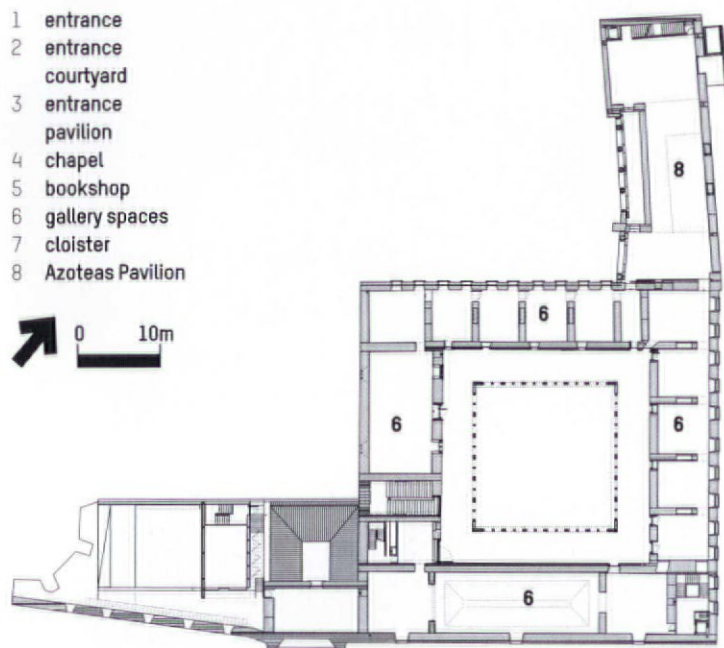 1 entrance
2 entrance
courtyard
3 entrance
pavilion
4 chapel
5 bookshop
6 gallery spaces
7 cloister
8 Azoteas Pavilion
0 10m
8
6
6
6
6